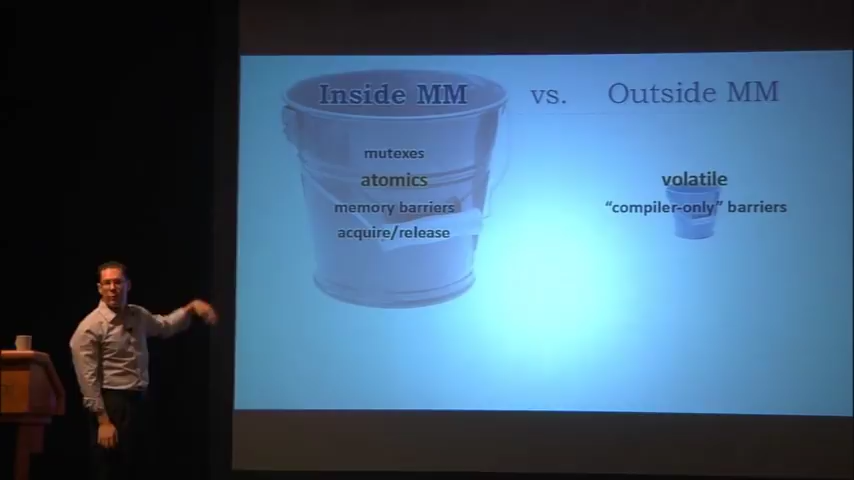 Inside MM vs. Outside MM
mutexes
atomics
memory barriers
acquire/release
volatile
“compiler-only” barriers